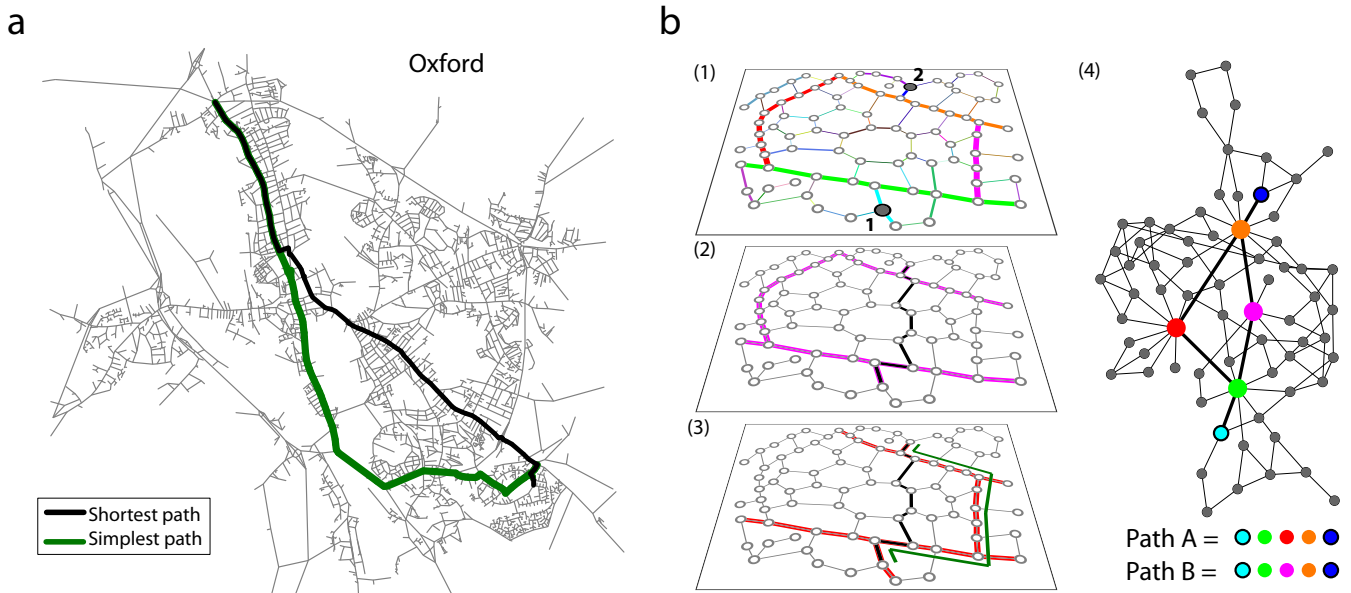 a
Oxford
Shortest path
Simplest path
b
(1)
2
1
(2)
(3)
(4)
Path A =
Path B =